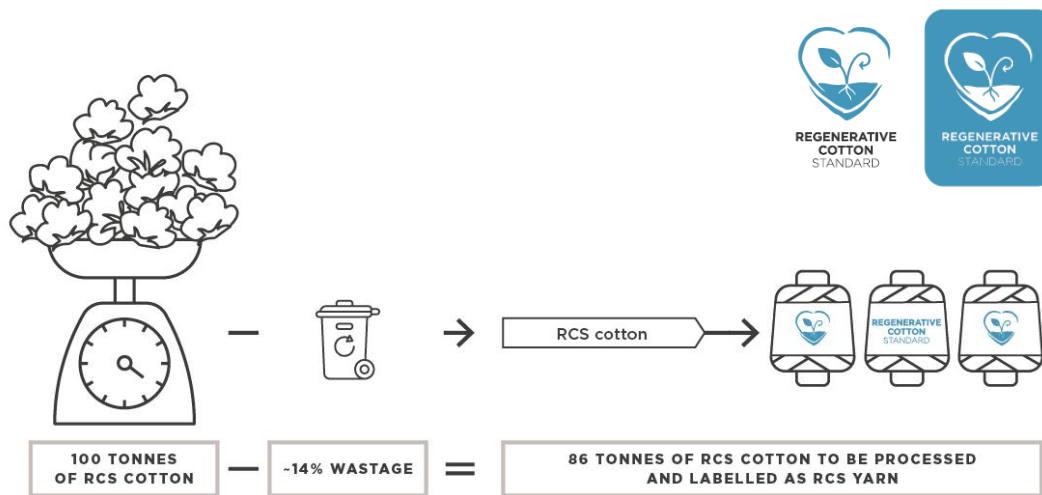 REGENERATIVE
COTTON
STANDARD
REGENERATIVE
COTTON
STANDARD
RCS cotton
REGENERATIVE
COTTON
STANDARD
100 TONNES
OF RCS COTTON
~14% WASTAGE
86 TONNES OF RCS COTTON TO BE PROCESSED
AND LABELLED AS RCS YARN